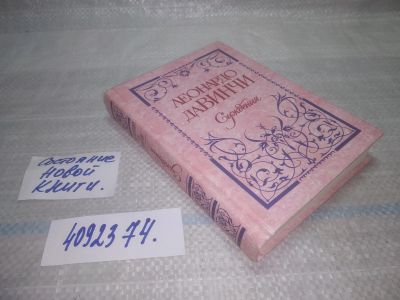 ЛЕОНАРДО
ДА ВИНЧИ
Суждения
Состояние
новой
книги.
4092374.